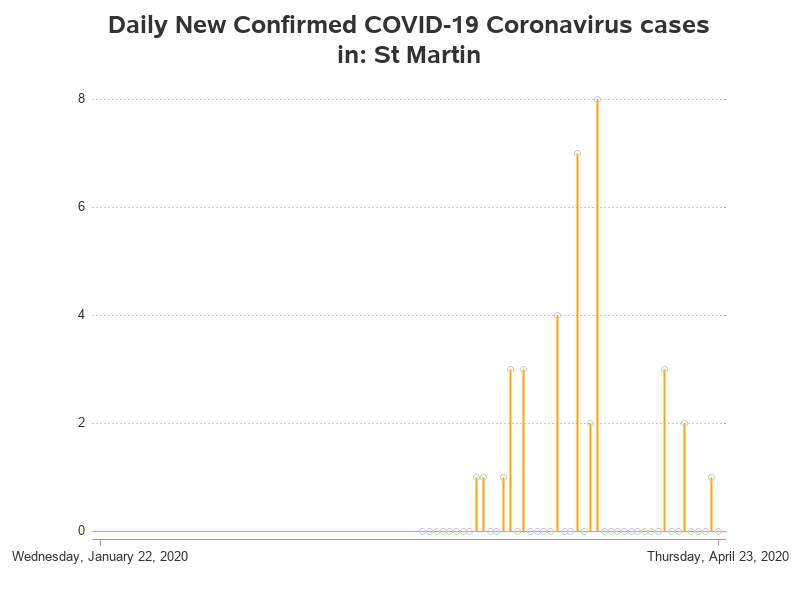 Daily New Confirmed COVID-19 Coronavirus cases
in: St Martin
8
6
4
2
0
Wednesday, January 22, 2020
Thursday, April 23, 2020